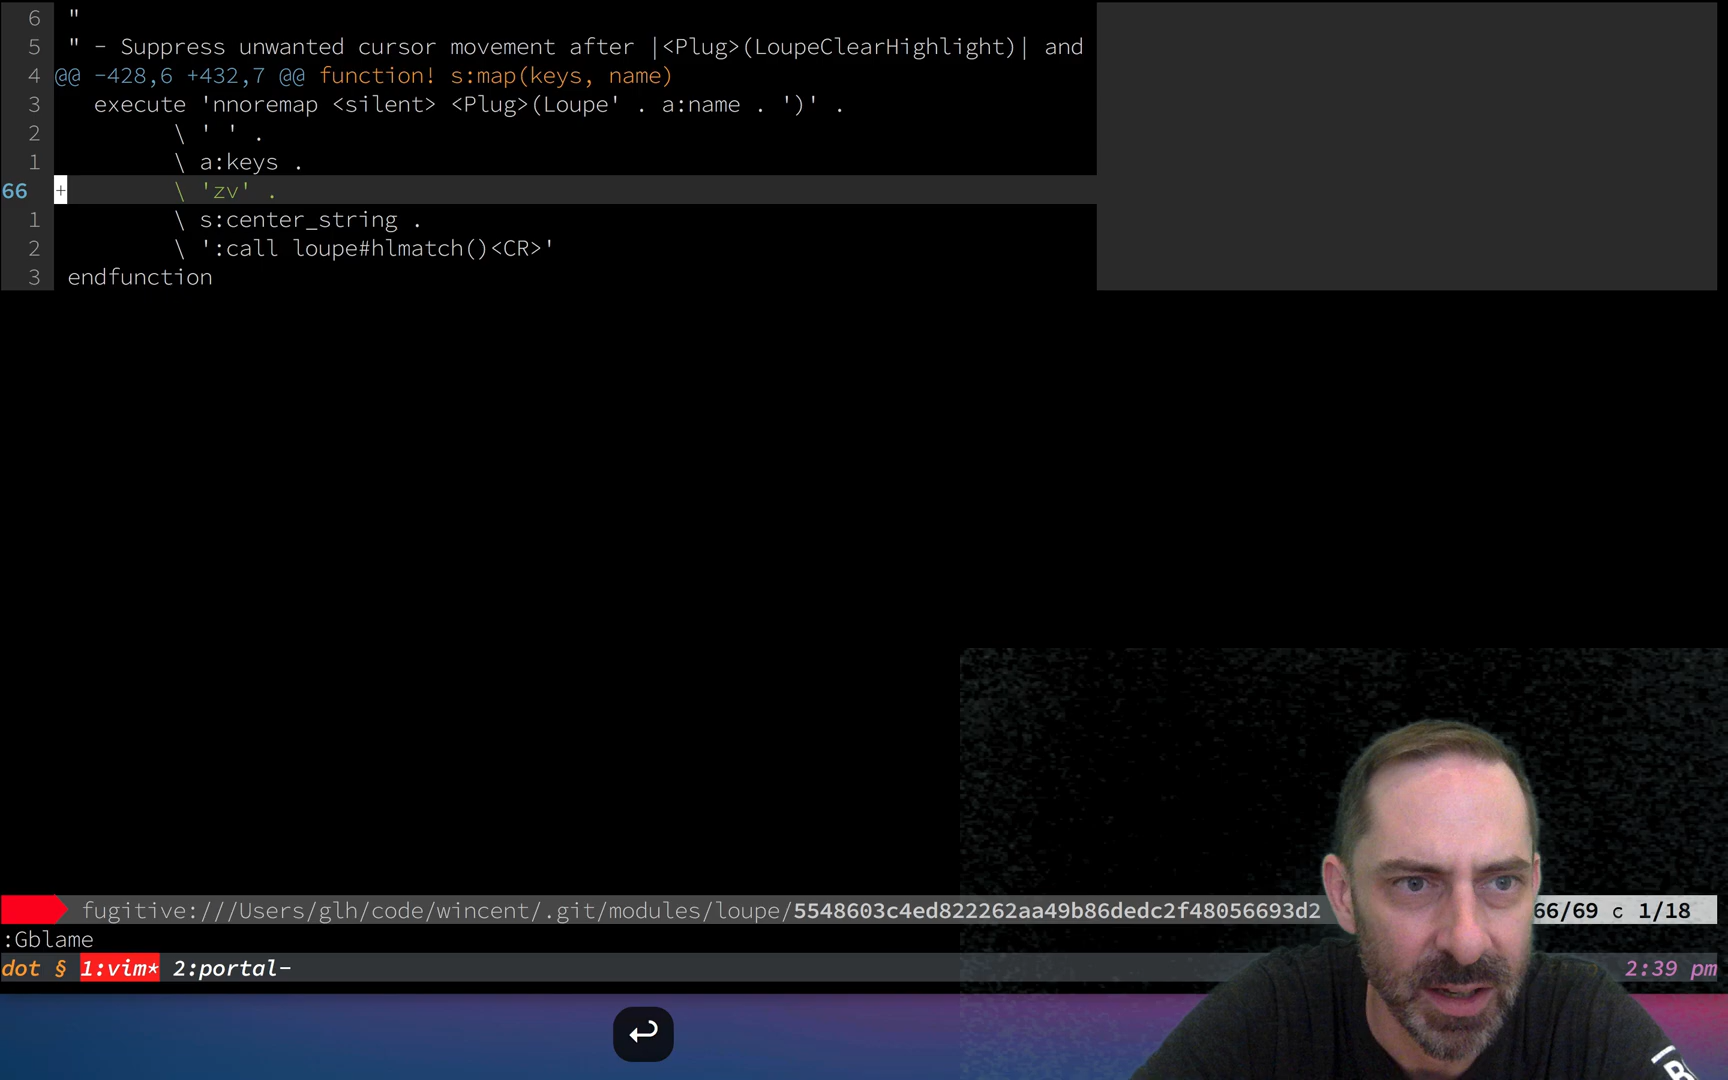 6 "
5 " - Suppress unwanted cursor movement after |<Plug>(LoupeClearHighlight)| and
4 @@ -428,6 +432,7 @@ function! s:map(keys, name)
3    execute 'nnoremap <silent> <Plug>(Loupe' . a:name . ')' .
2          \ ' ' .
1          \ a:keys .
66 +        \ 'zv' .
1          \ s:center_string .
2          \ ':call loupe#hlmatch()<CR>'
3  endfunction
fugitive:///Users/glh/code/wincent/.git/modules/loupe/5548603c4ed822262aa49b86dedc2f48056693d2 66/69 c 1/18
:Gblame
dot § 1:vim* 2:portal- 2:39 pm